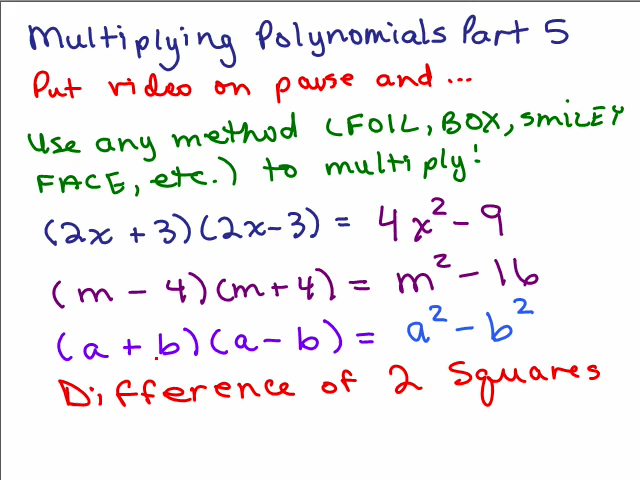 Multiplying Polynomials Part 5
Put video on pause and ...
Use any method (FOIL, BOX, SMILEY
FACE, etc.) to multiply!
(2x + 3)(2x - 3) = 4x² - 9
(m - 4)(m + 4) = m² - 16
(a + b)(a - b) = a² - b²
Difference of 2 Squares